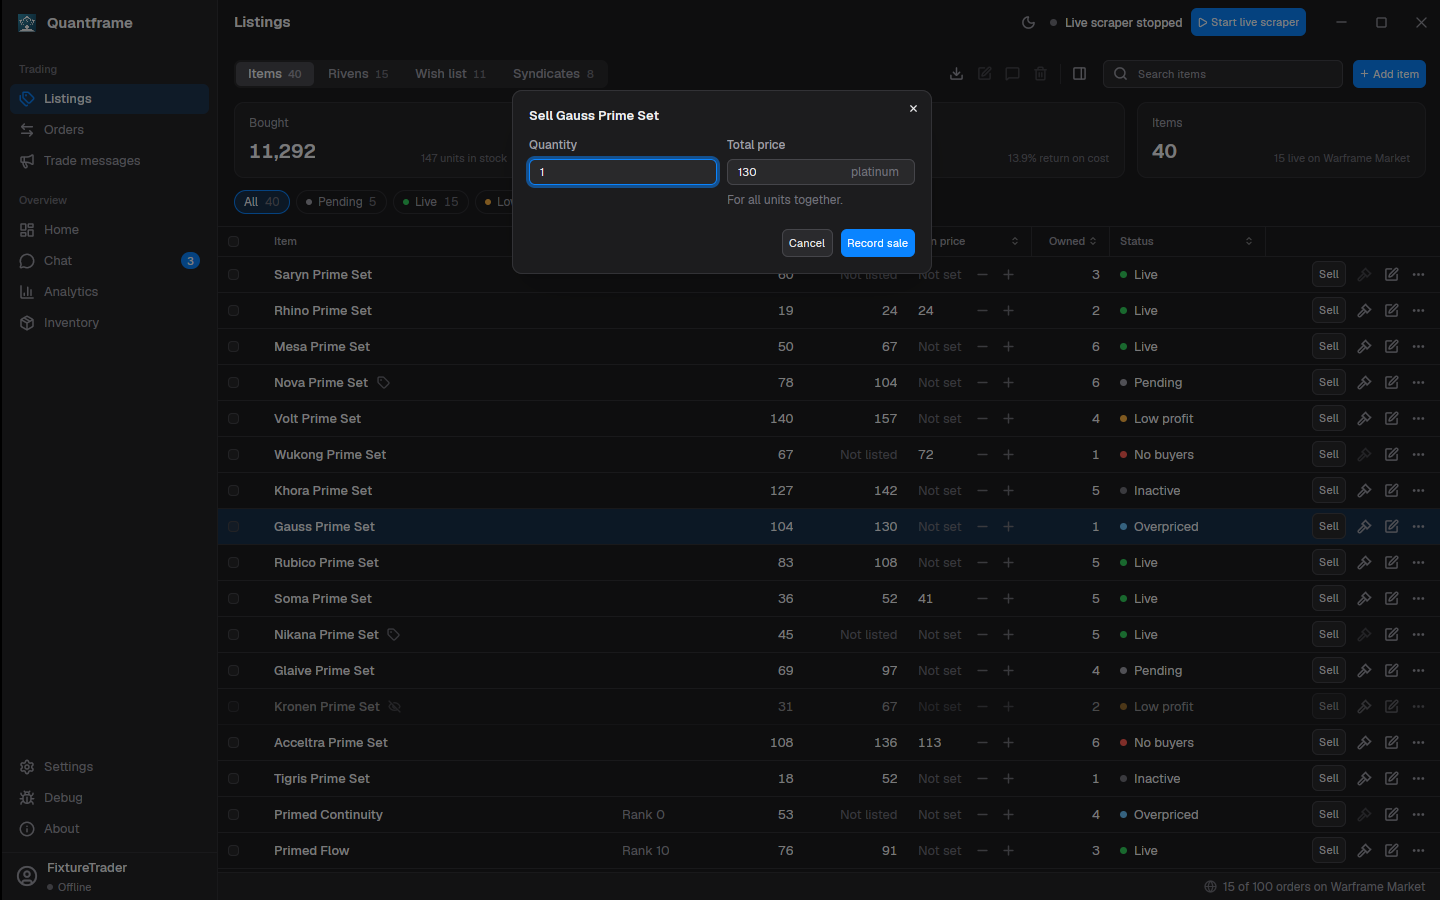 Quantframe
Listings
Live scraper stopped
Start live scraper
Trading
Listings
Orders
Trade messages
Overview
Home
Chat 3
Analytics
Inventory
Settings
Debug
About
FixtureTrader
Offline
Items 40
Rivens 15
Wish list 11
Syndicates 8
Search items
+ Add item
Bought
11,292
147 units in stock
13.9% return on cost
Items
40
15 live on Warframe Market
All 40
Pending 5
Live 15
Sell Gauss Prime Set
Quantity
Total price
1
130 platinum
For all units together.
Cancel
Record sale
Item
price
Owned
Status
Saryn Prime Set 60 Not listed Not set 3 Live Sell
Rhino Prime Set 19 24 24 2 Live Sell
Mesa Prime Set 50 67 Not set 6 Live Sell
Nova Prime Set 78 104 Not set 6 Pending Sell
Volt Prime Set 140 157 Not set 4 Low profit Sell
Wukong Prime Set 67 Not listed 72 1 No buyers Sell
Khora Prime Set 127 142 Not set 5 Inactive Sell
Gauss Prime Set 104 130 Not set 1 Overpriced Sell
Rubico Prime Set 83 108 Not set 5 Live Sell
Soma Prime Set 36 52 41 5 Live Sell
Nikana Prime Set 45 Not listed Not set 5 Live Sell
Glaive Prime Set 69 97 Not set 4 Pending Sell
Kronen Prime Set 31 67 Not set 2 Low profit Sell
Acceltra Prime Set 108 136 113 6 No buyers Sell
Tigris Prime Set 18 52 Not set 1 Inactive Sell
Primed Continuity Rank 0 53 Not listed Not set 4 Overpriced Sell
Primed Flow Rank 10 76 91 Not set 3 Live Sell
15 of 100 orders on Warframe Market